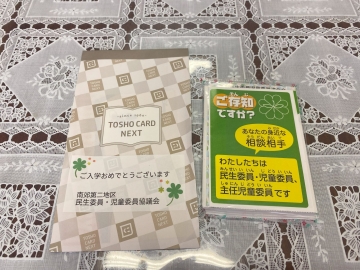 TOSHO CARD
NEXT
ご入学おめでとうございます
南郊第二地区
民生委員・児童委員協議会
ご存知
ですか?
あなたの身近な
相談相手
わたしたちは
民生委員・児童委員、
主任児童委員です